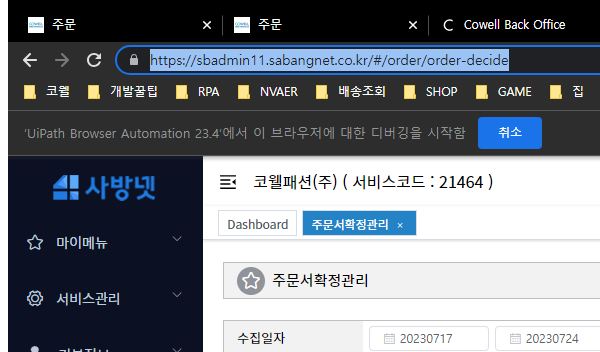 주문 × 주문 × Cowell Back Office
https://sbadmin11.sabangnet.co.kr/#/order/order-decide
코웰 개발꿀팁 RPA NVAER 배송조회 SHOP GAME 집
'UiPath Browser Automation 23.4'에서 이 브라우저에 대한 디버깅을 시작함 취소
사방넷 코웰패션(주) ( 서비스코드 : 21464 )
Dashboard 주문서확정관리 ×
마이메뉴
주문서확정관리
서비스관리
수집일자 20230717 20230724